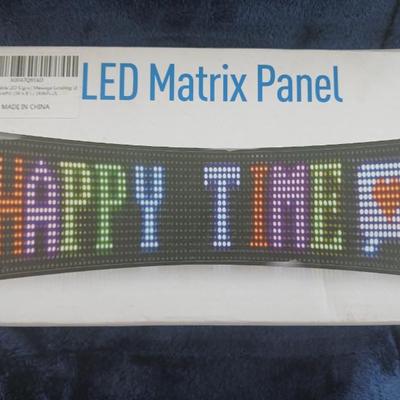 LED Matrix Panel
MADE IN CHINA
HAPPY TIME